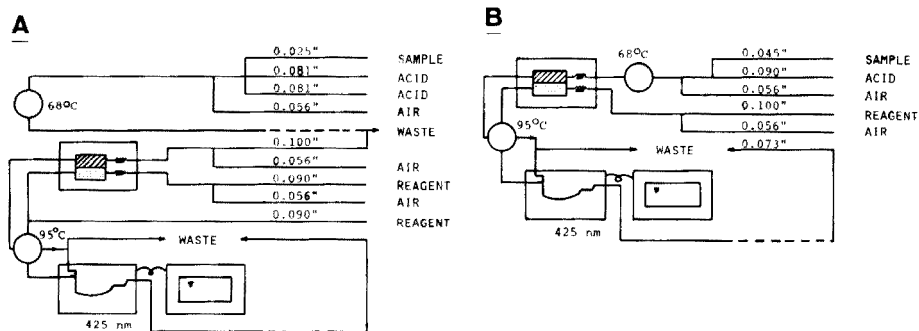 A
0.025" SAMPLE
0.081" ACID
0.081" ACID
0.056" AIR
68°C
WASTE
0.100"
0.056" AIR
0.090" REAGENT
0.056" AIR
0.090" REAGENT
95°C
WASTE
425 nm
B
0.045" SAMPLE
68°C
0.090" ACID
0.056" AIR
0.100" REAGENT
0.056" AIR
95°C
0.073"
WASTE
425 nm